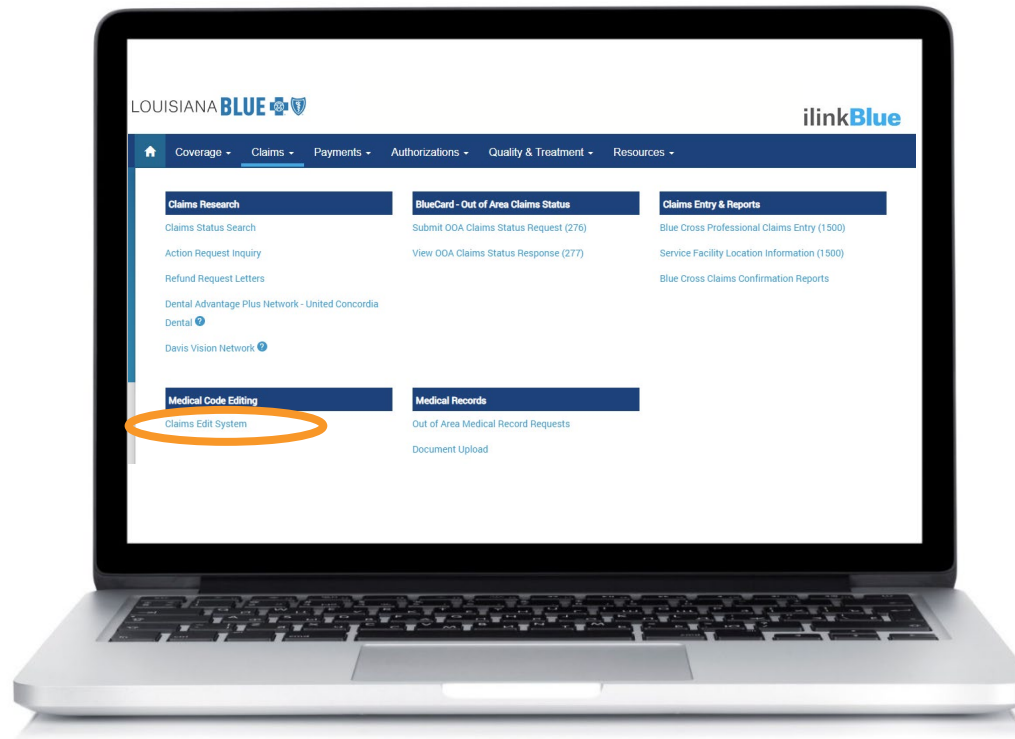 LOUISIANA BLUE
ilinkBlue
Coverage Claims Payments Authorizations Quality & Treatment Resources
Claims Research
Claims Status Search
Action Request Inquiry
Refund Request Letters
Dental Advantage Plus Network - United Concordia
Dental ?
Davis Vision Network ?
BlueCard - Out of Area Claims Status
Submit OOA Claims Status Request (276)
View OOA Claims Status Response (277)
Claims Entry & Reports
Blue Cross Professional Claims Entry (1500)
Service Facility Location Information (1500)
Blue Cross Claims Confirmation Reports
Medical Code Editing
Claims Edit System
Medical Records
Out of Area Medical Record Requests
Document Upload